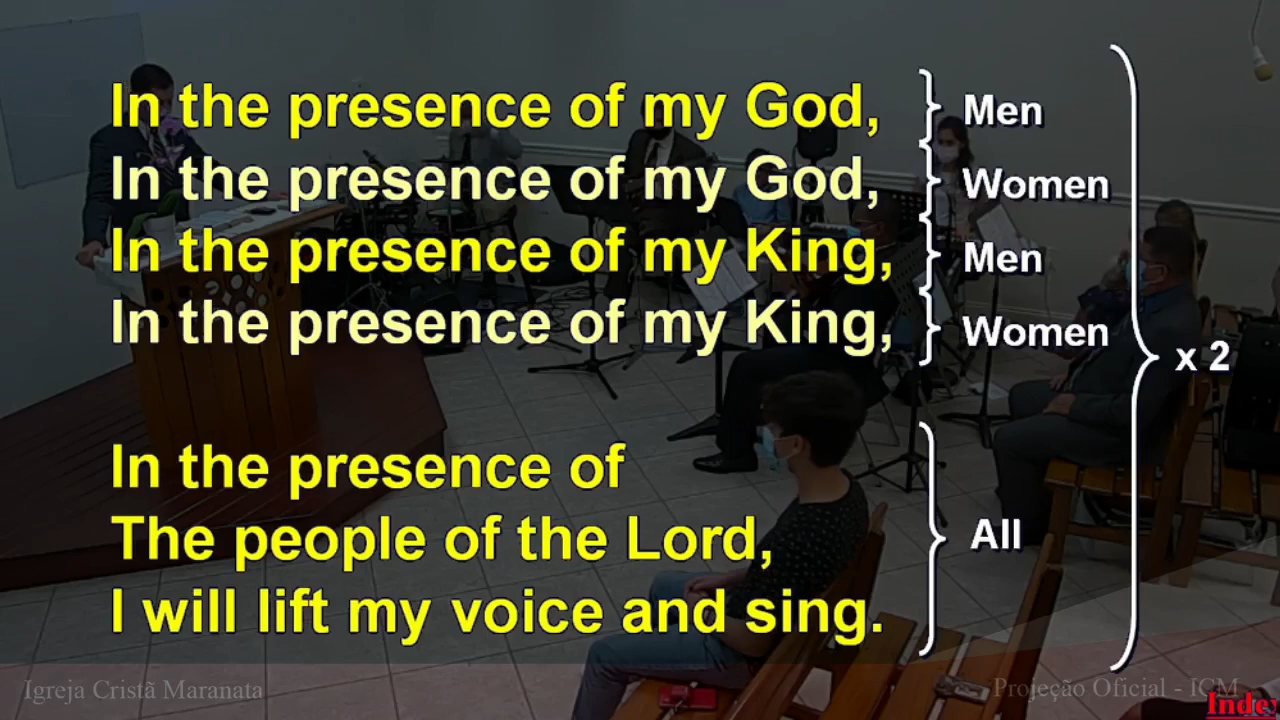 In the presence of my God, Men
In the presence of my God, Women
In the presence of my King, Men
In the presence of my King, Women
x 2
In the presence of
The people of the Lord, All
I will lift my voice and sing.
Igreja Cristã Maranata
Projeção Oficial - ICM